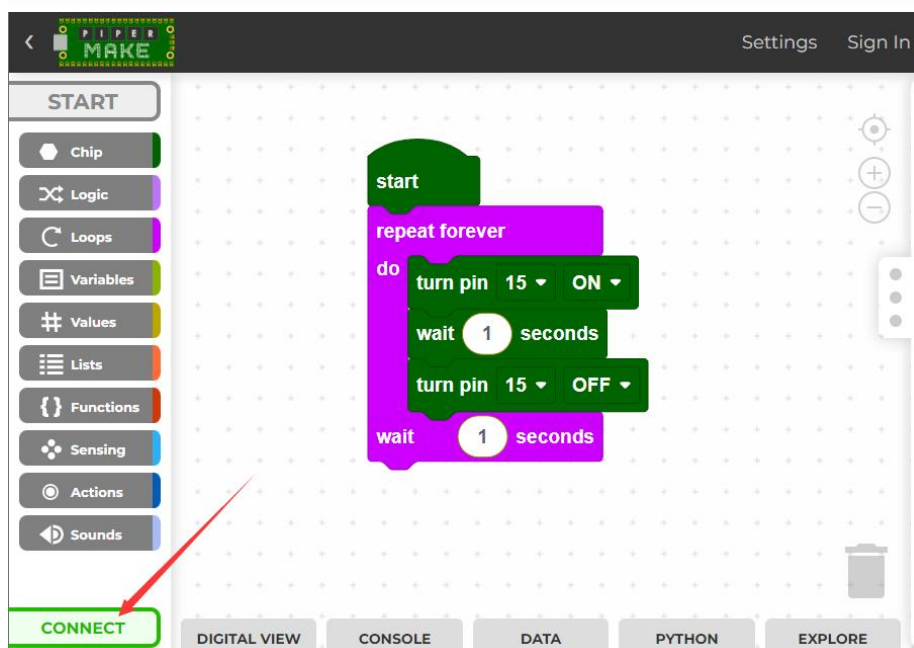 PIPER
MAKE
Settings Sign In
START
Chip
Logic
Loops
Variables
Values
Lists
Functions
Sensing
Actions
Sounds
CONNECT
start
repeat forever
do turn pin 15 ON
wait 1 seconds
turn pin 15 OFF
wait 1 seconds
DIGITAL VIEW CONSOLE DATA PYTHON EXPLORE